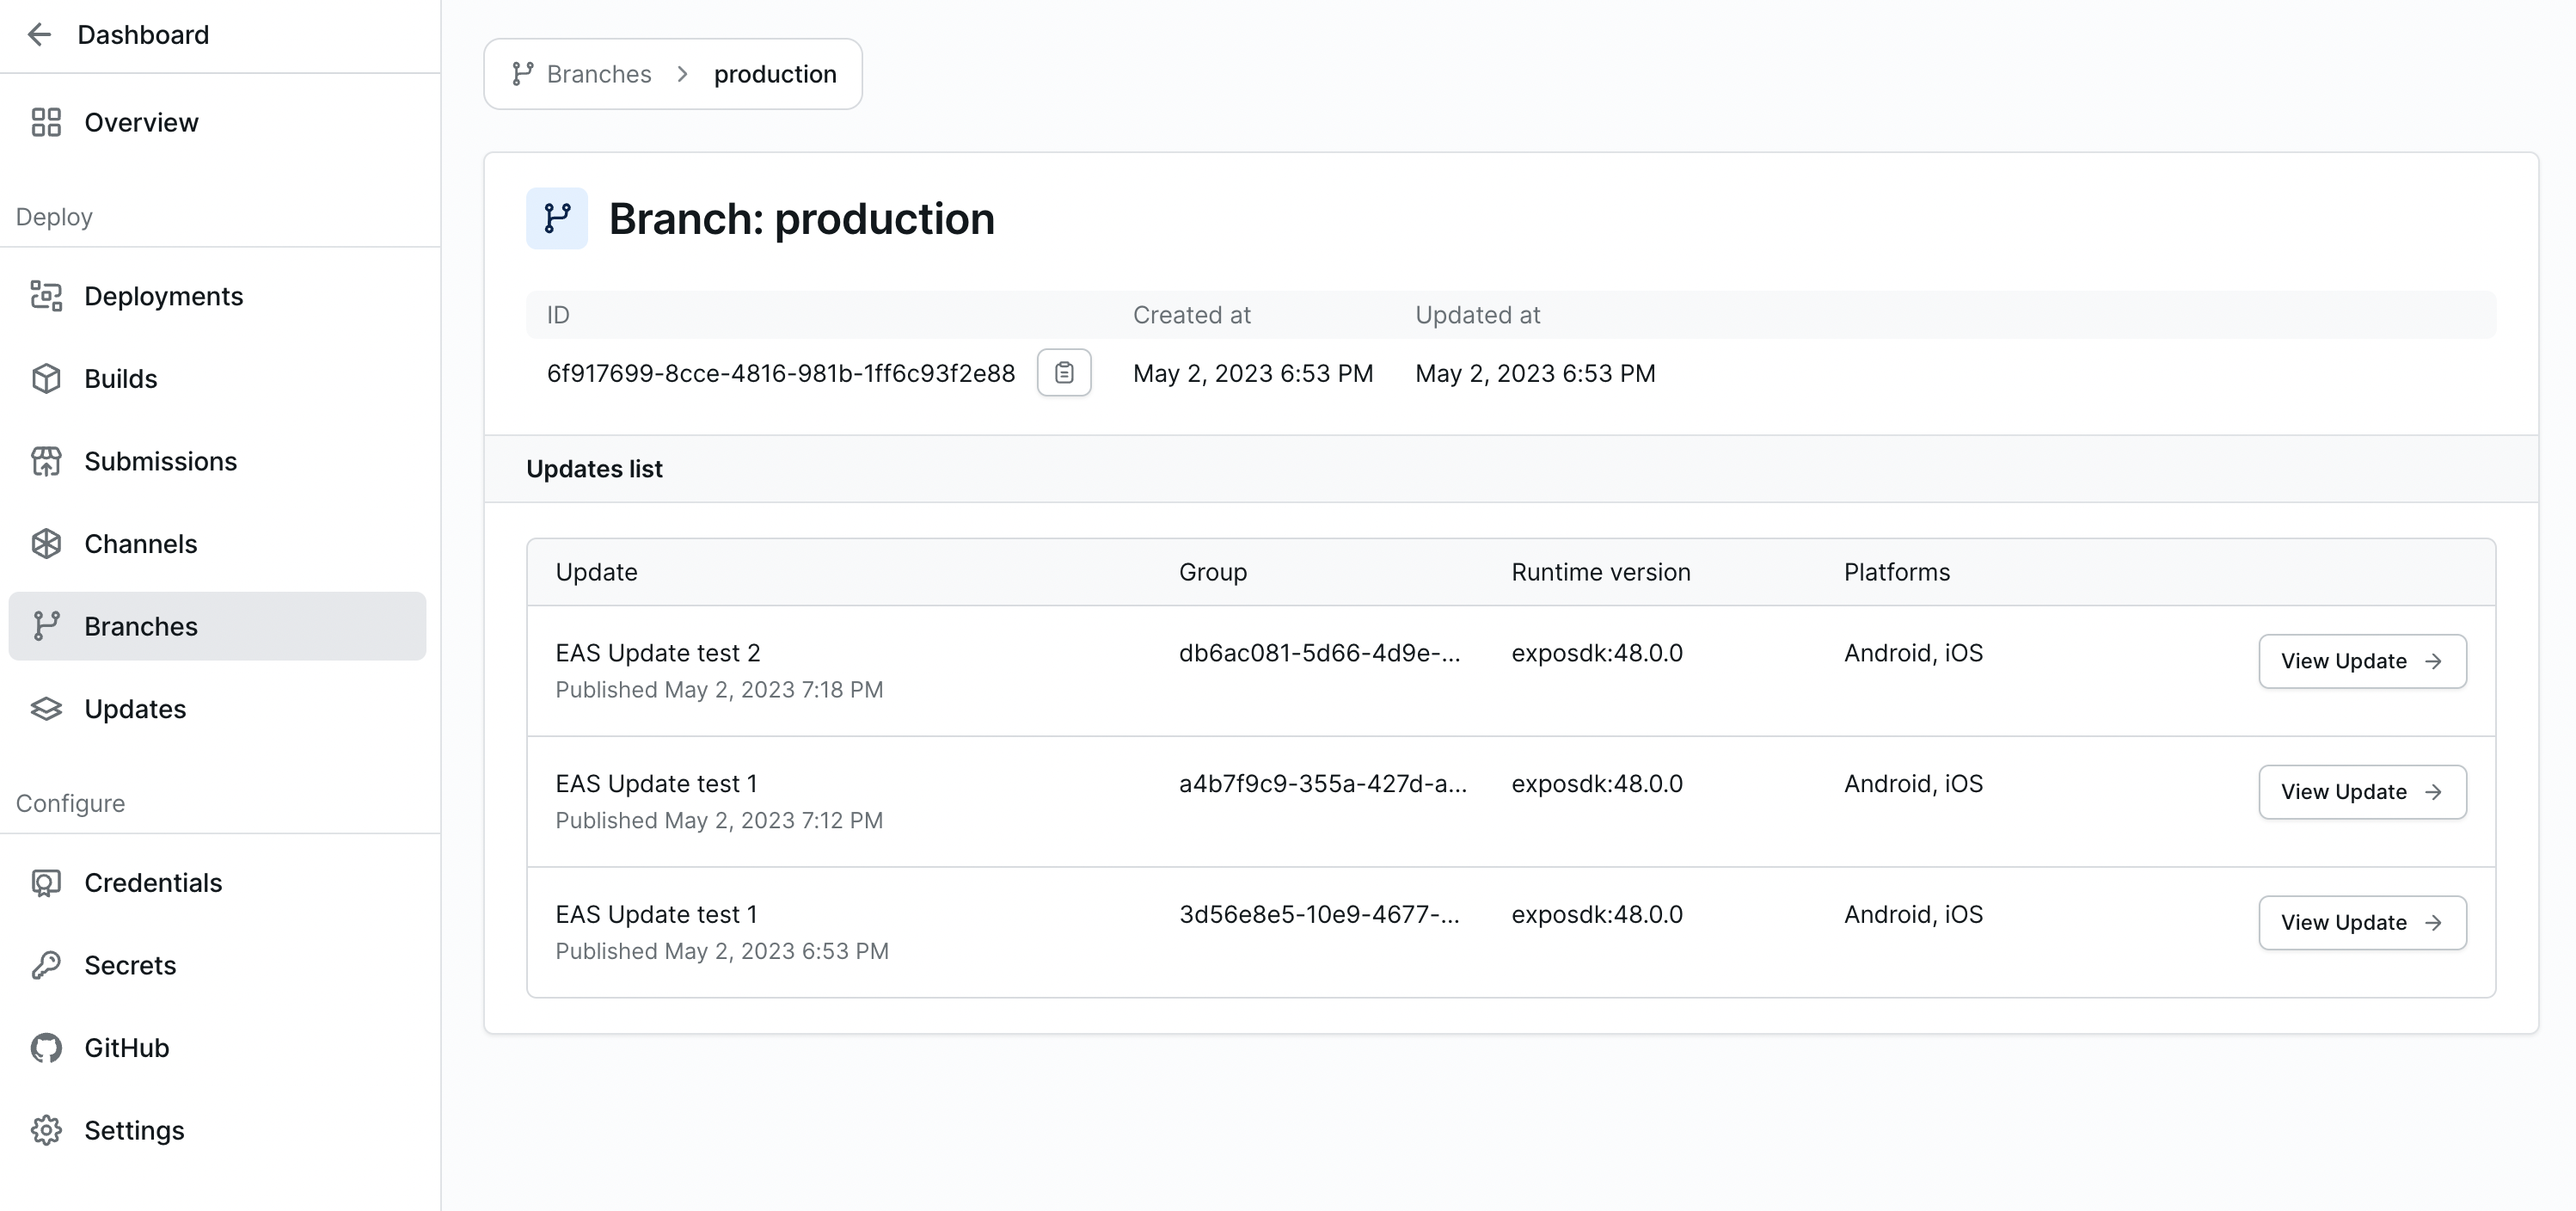 Dashboard
Overview
Deploy
Deployments
Builds
Submissions
Channels
Branches
Updates
Configure
Credentials
Secrets
GitHub
Settings
Branches > production
Branch: production
ID Created at Updated at
6f917699-8cce-4816-981b-1ff6c93f2e88 May 2, 2023 6:53 PM May 2, 2023 6:53 PM
Updates list
Update Group Runtime version Platforms
EAS Update test 2 db6ac081-5d66-4d9e-... exposdk:48.0.0 Android, iOS View Update
Published May 2, 2023 7:18 PM
EAS Update test 1 a4b7f9c9-355a-427d-a... exposdk:48.0.0 Android, iOS View Update
Published May 2, 2023 7:12 PM
EAS Update test 1 3d56e8e5-10e9-4677-... exposdk:48.0.0 Android, iOS View Update
Published May 2, 2023 6:53 PM